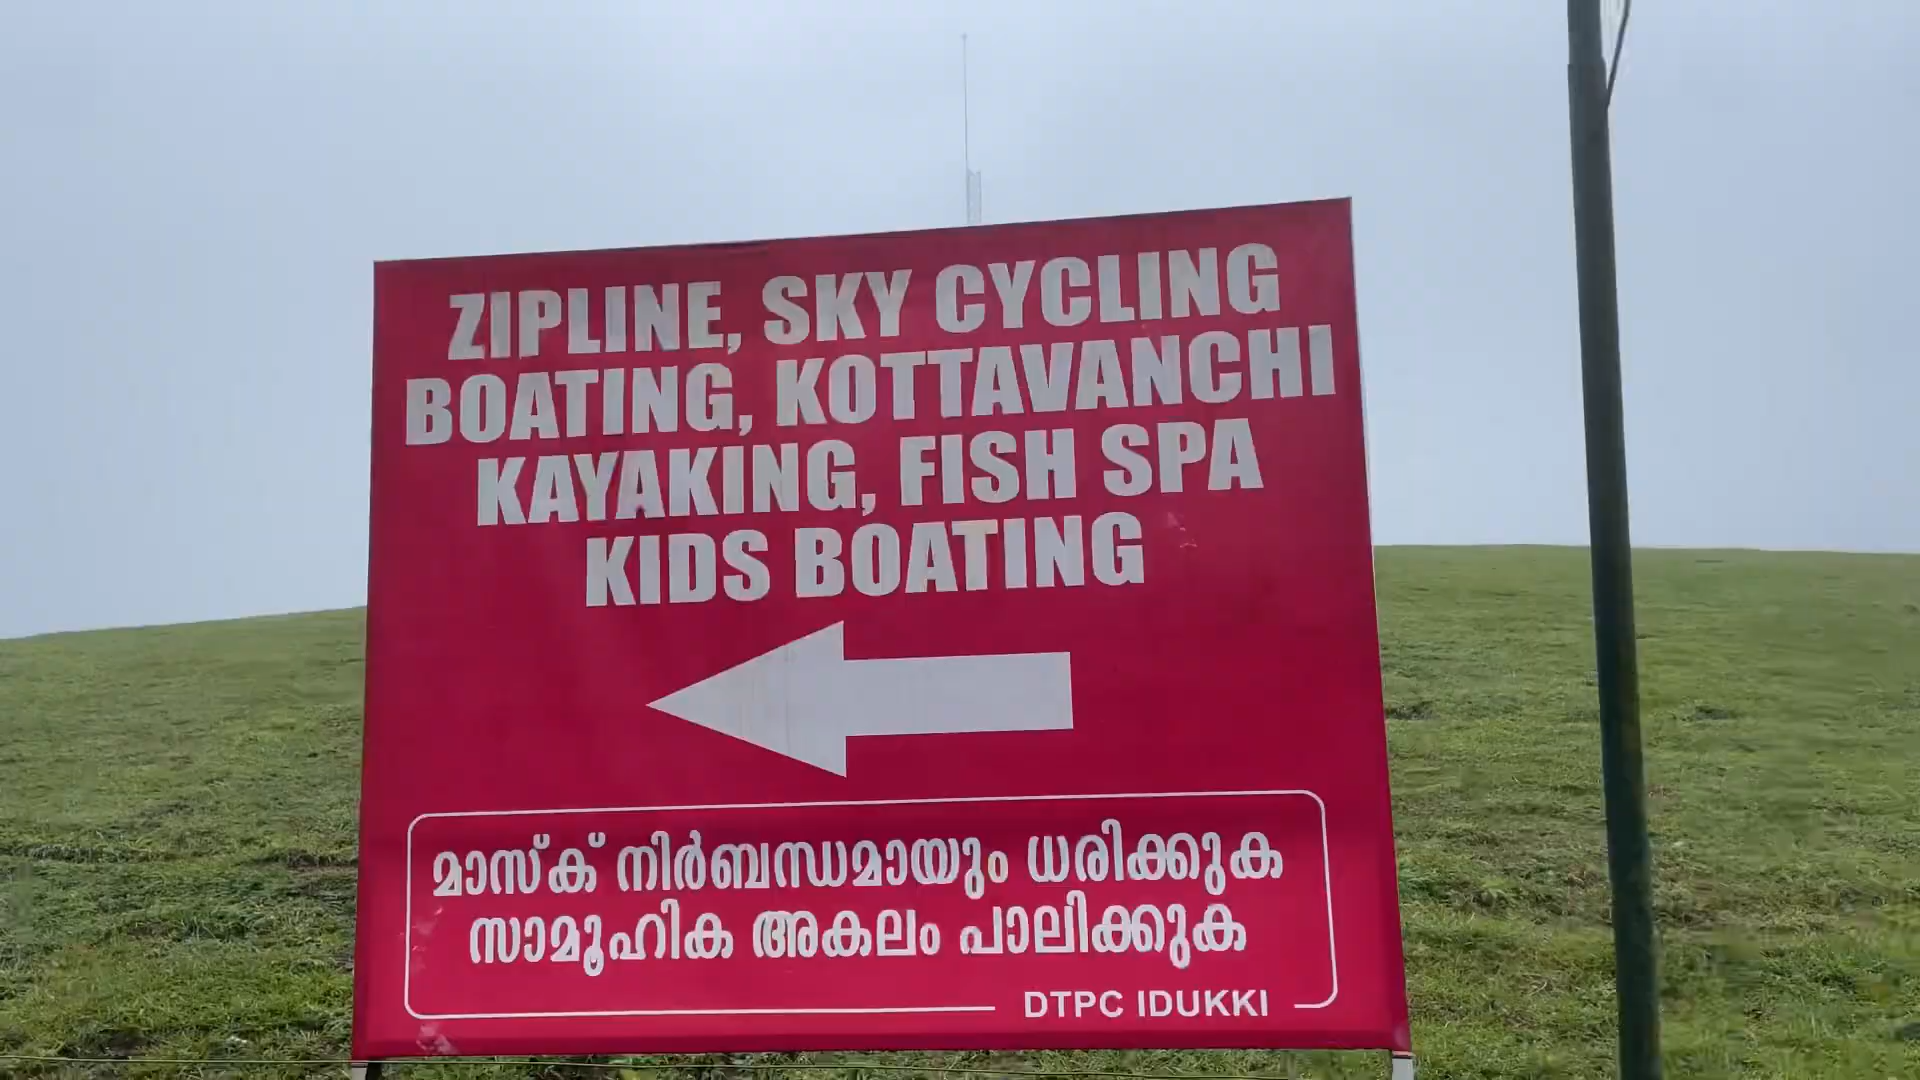 ZIPLINE, SKY CYCLING
BOATING, KOTTAVANCHI
KAYAKING, FISH SPA
KIDS BOATING
മാസ്ക് നിർബന്ധമായും ധരിക്കുക
സാമൂഹിക അകലം പാലിക്കുക
DTPC IDUKKI